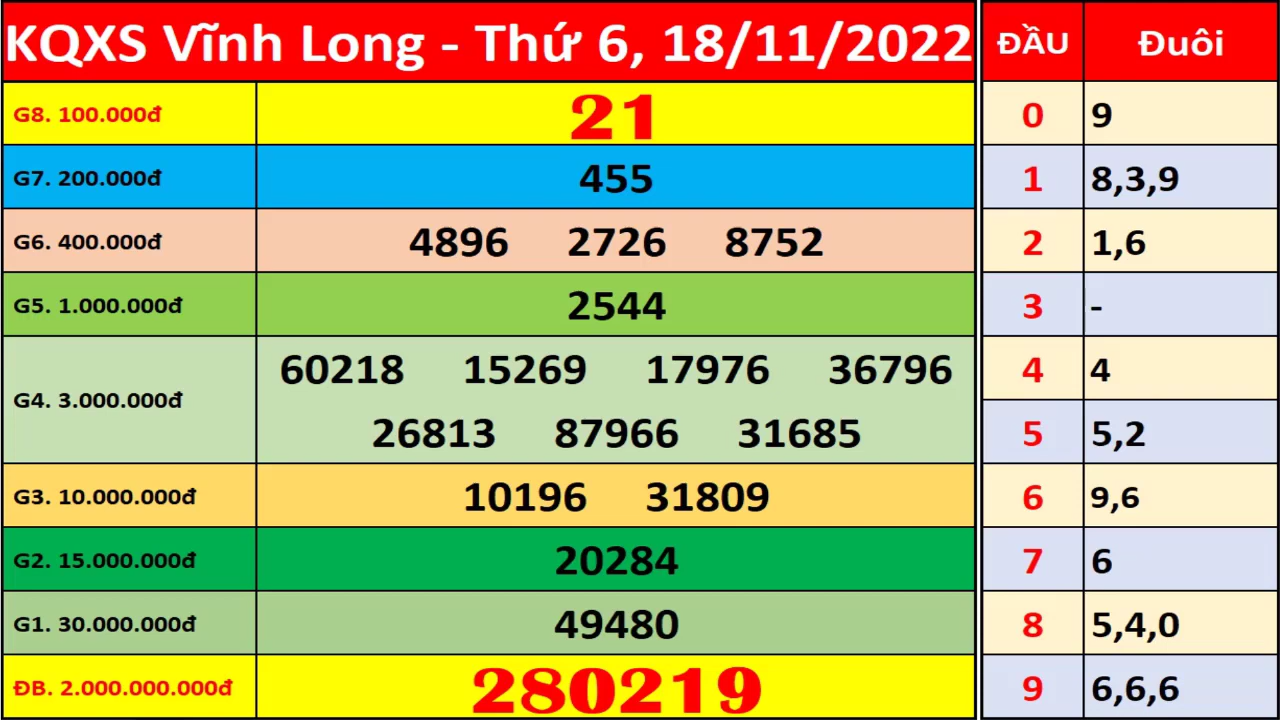 KQXS Vĩnh Long - Thứ 6, 18/11/2022
G8. 100.000đ 21
G7. 200.000đ 455
G6. 400.000đ 4896 2726 8752
G5. 1.000.000đ 2544
G4. 3.000.000đ 60218 15269 17976 36796
26813 87966 31685
G3. 10.000.000đ 10196 31809
G2. 15.000.000đ 20284
G1. 30.000.000đ 49480
ĐB. 2.000.000.000đ 280219
ĐẦU Đuôi
0 9
1 8,3,9
2 1,6
3 -
4 4
5 5,2
6 9,6
7 6
8 5,4,0
9 6,6,6